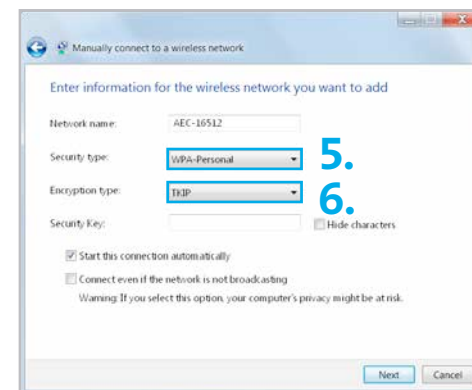 Manually connect to a wireless network
Enter information for the wireless network you want to add
Network name: AEC-16512
Security type: WPA-Personal 5.
Encryption type: TKIP 6.
Security Key: Hide characters
Start this connection automatically
Connect even if the network is not broadcasting
Warning: If you select this option, your computer's privacy might be at risk.
Next Cancel